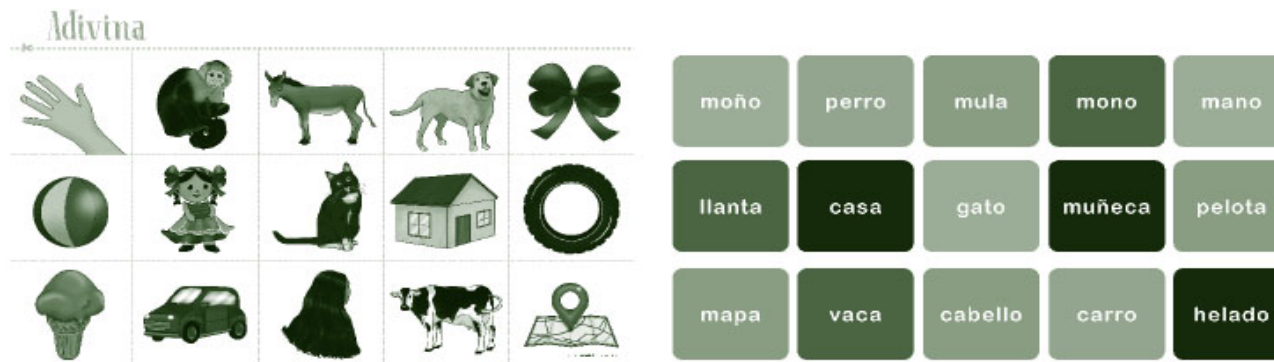 Adivina
moño perro mula mono mano
llanta casa gato muñeca pelota
mapa vaca cabello carro helado